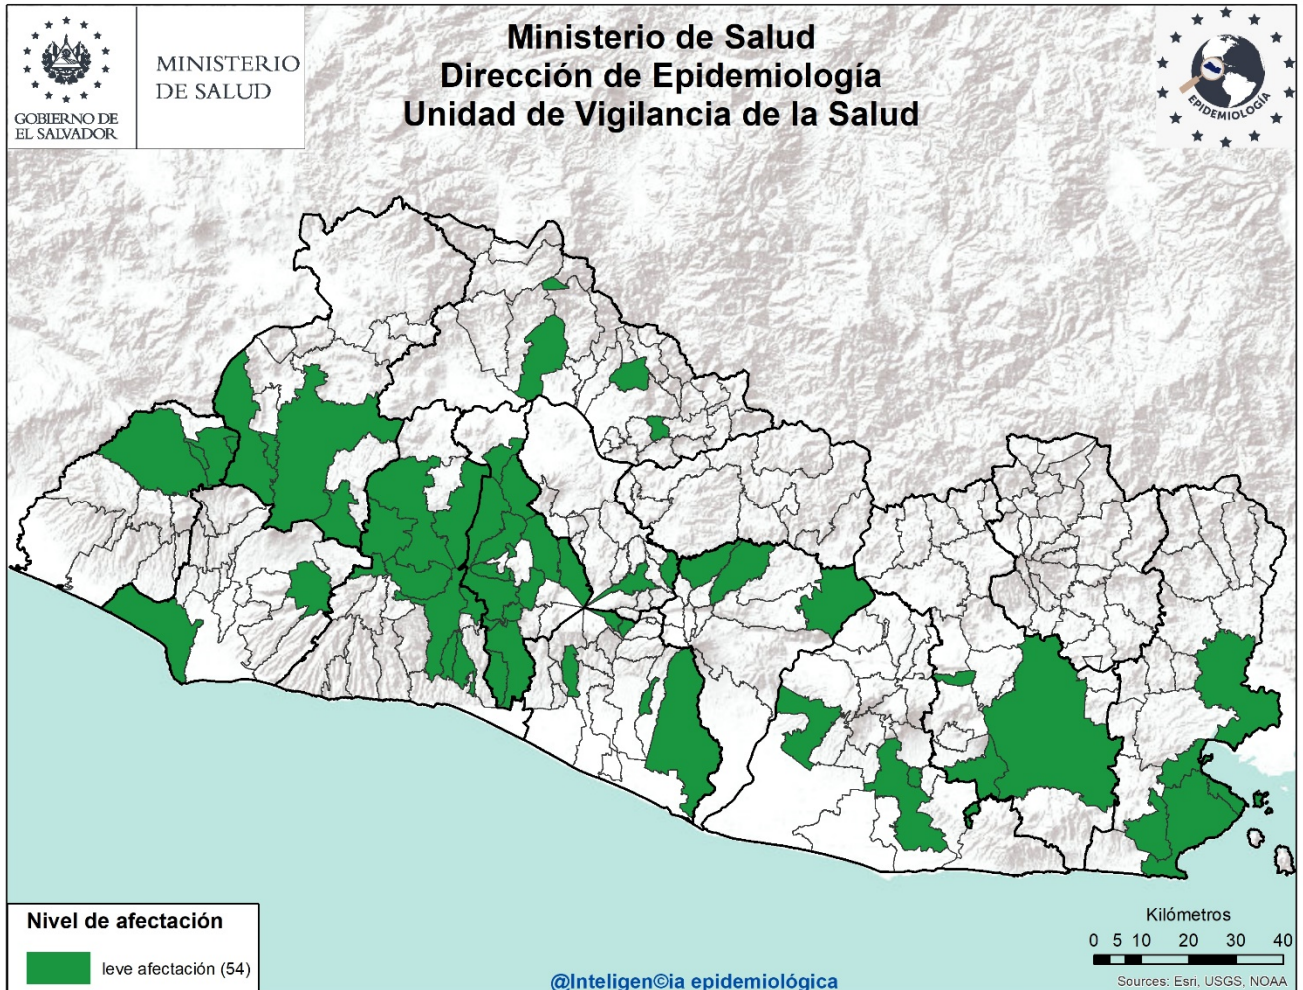 Ministerio de Salud
Dirección de Epidemiología
Unidad de Vigilancia de la Salud
MINISTERIO
DE SALUD
GOBIERNO DE
EL SALVADOR
EPIDEMIOLOGÍA
Nivel de afectación
leve afectación (54)
@Inteligen©ia epidemiológica
Kilómetros
0 5 10 20 30 40
Sources: Esri, USGS, NOAA